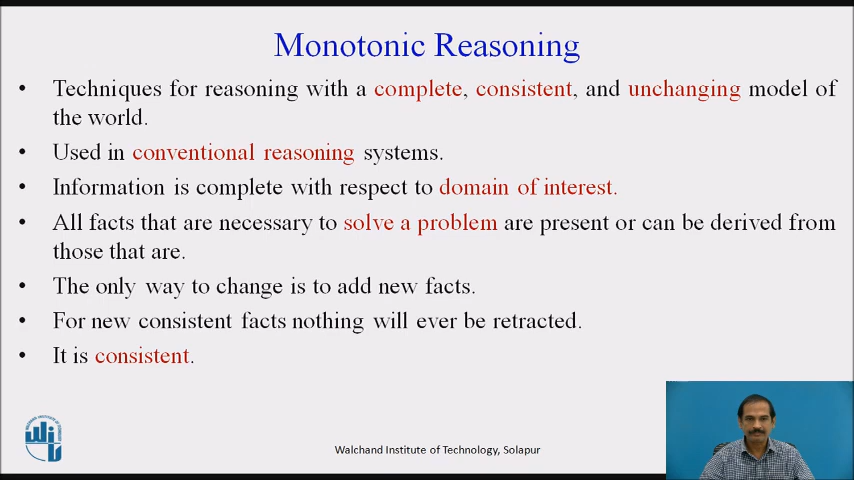 Monotonic Reasoning
• Techniques for reasoning with a complete, consistent, and unchanging model of
the world.
• Used in conventional reasoning systems.
• Information is complete with respect to domain of interest.
• All facts that are necessary to solve a problem are present or can be derived from
those that are.
• The only way to change is to add new facts.
• For new consistent facts nothing will ever be retracted.
• It is consistent.
Walchand Institute of Technology, Solapur